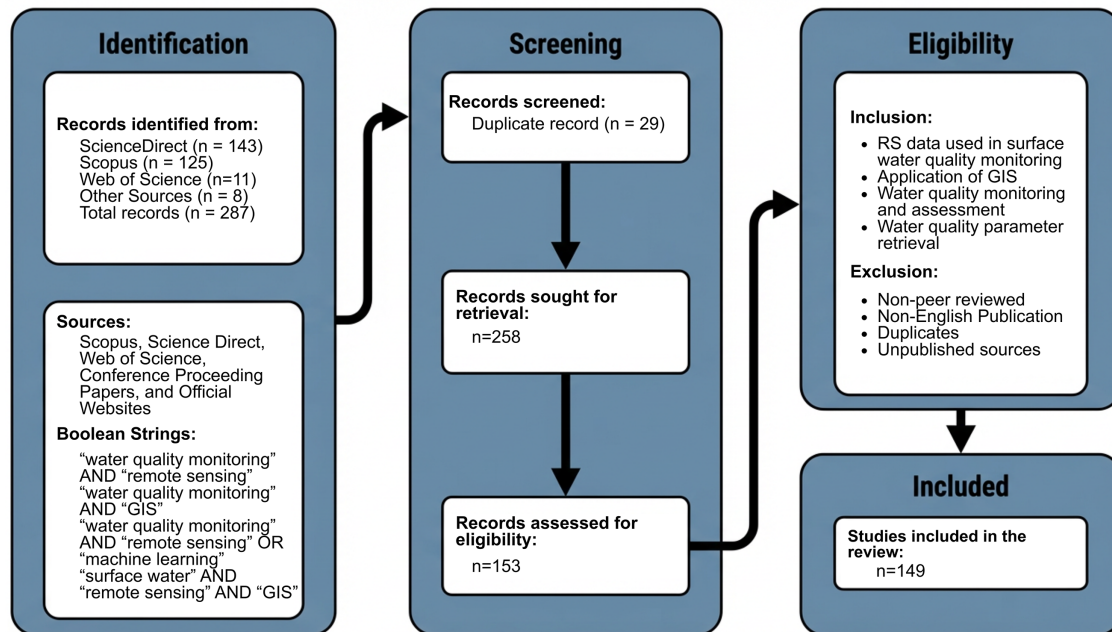 Identification
Records identified from:
ScienceDirect (n = 143)
Scopus (n = 125)
Web of Science (n=11)
Other Sources (n = 8)
Total records (n = 287)
Sources:
Scopus, Science Direct,
Web of Science,
Conference Proceeding
Papers, and Official
Websites
Boolean Strings:
“water quality monitoring”
AND “remote sensing”
“water quality monitoring”
AND “GIS”
“water quality monitoring”
AND “remote sensing” OR
“machine learning”
“surface water” AND
“remote sensing” AND “GIS”
Screening
Records screened:
Duplicate record (n = 29)
Records sought for
retrieval:
n=258
Records assessed for
eligibility:
n=153
Eligibility
Inclusion:
• RS data used in surface
water quality monitoring
• Application of GIS
• Water quality monitoring
and assessment
• Water quality parameter
retrieval
Exclusion:
• Non-peer reviewed
• Non-English Publication
• Duplicates
• Unpublished sources
Included
Studies included in the
review:
n=149